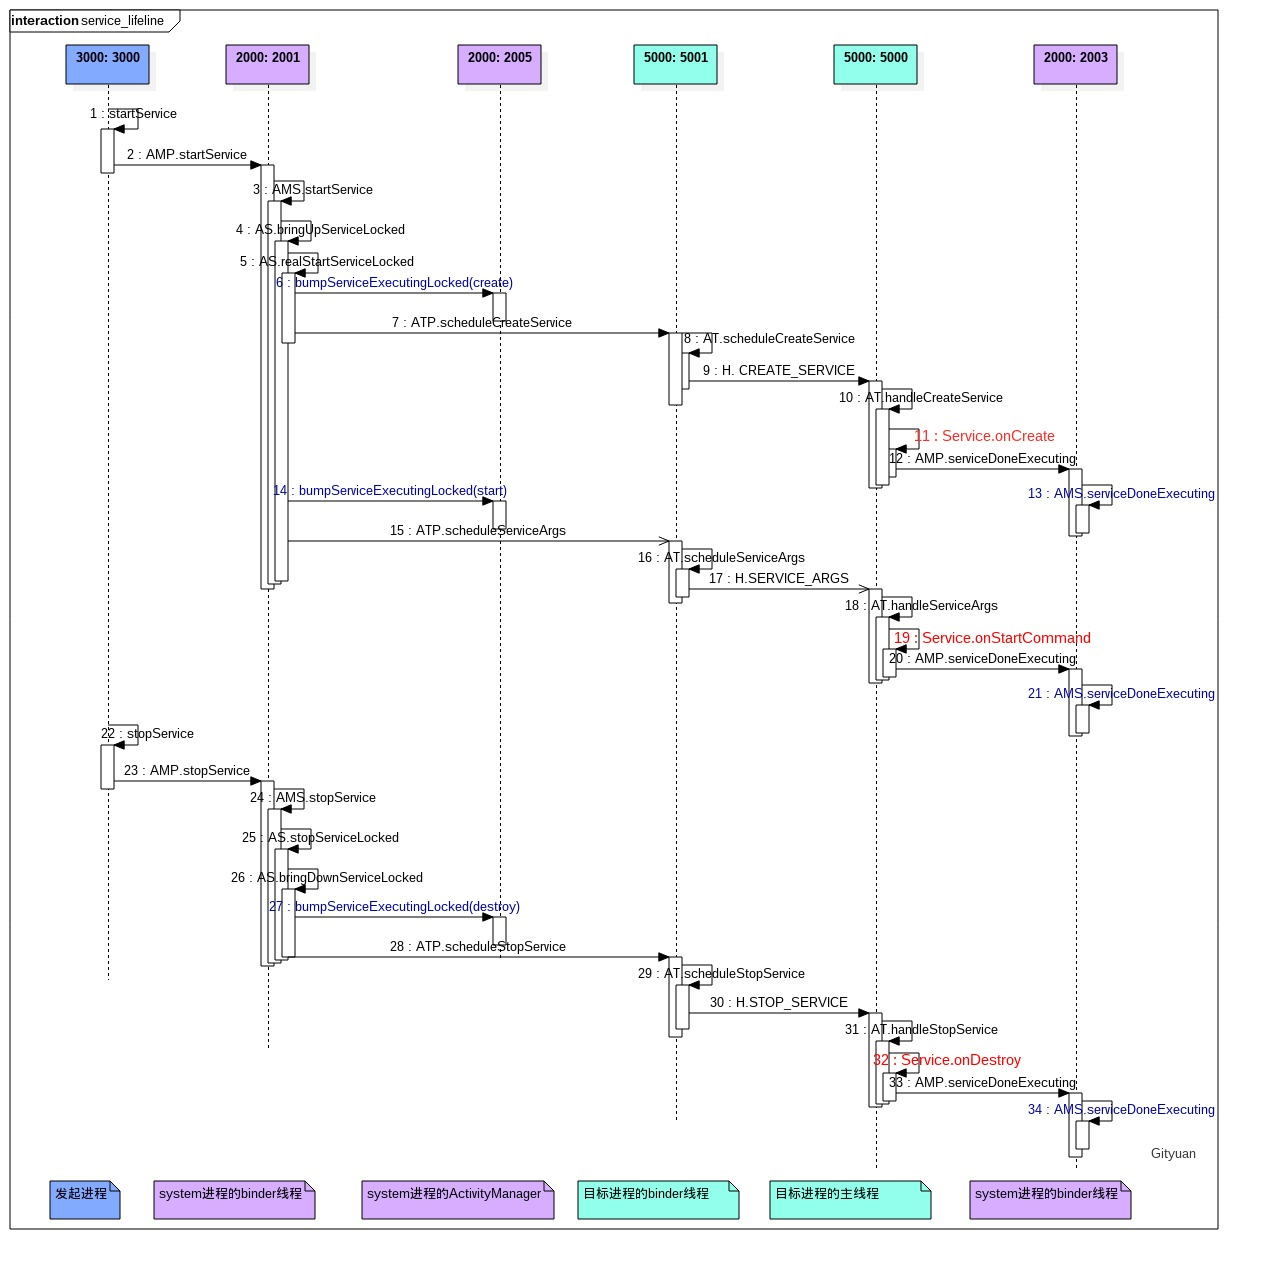 interaction service_lifeline
3000: 3000
2000: 2001
2000: 2005
5000: 5001
5000: 5000
2000: 2003
1 : startService
2 : AMP.startService
3 : AMS.startService
4 : AS.bringUpServiceLocked
5 : AS.realStartServiceLocked
6 : bumpServiceExecutingLocked(create)
7 : ATP.scheduleCreateService
8 : AT.scheduleCreateService
9 : H. CREATE_SERVICE
10 : AT.handleCreateService
11 : Service.onCreate
12 : AMP.serviceDoneExecuting
13 : AMS.serviceDoneExecuting
14 : bumpServiceExecutingLocked(start)
15 : ATP.scheduleServiceArgs
16 : AT.scheduleServiceArgs
17 : H.SERVICE_ARGS
18 : AT.handleServiceArgs
19 : Service.onStartCommand
20 : AMP.serviceDoneExecuting
21 : AMS.serviceDoneExecuting
22 : stopService
23 : AMP.stopService
24 : AMS.stopService
25 : AS.stopServiceLocked
26 : AS.bringDownServiceLocked
27 : bumpServiceExecutingLocked(destroy)
28 : ATP.scheduleStopService
29 : AT.scheduleStopService
30 : H.STOP_SERVICE
31 : AT.handleStopService
32 : Service.onDestroy
33 : AMP.serviceDoneExecuting
34 : AMS.serviceDoneExecuting
Gityuan
发起进程
system进程的binder线程
system进程的ActivityManager
目标进程的binder线程
目标进程的主线程
system进程的binder线程